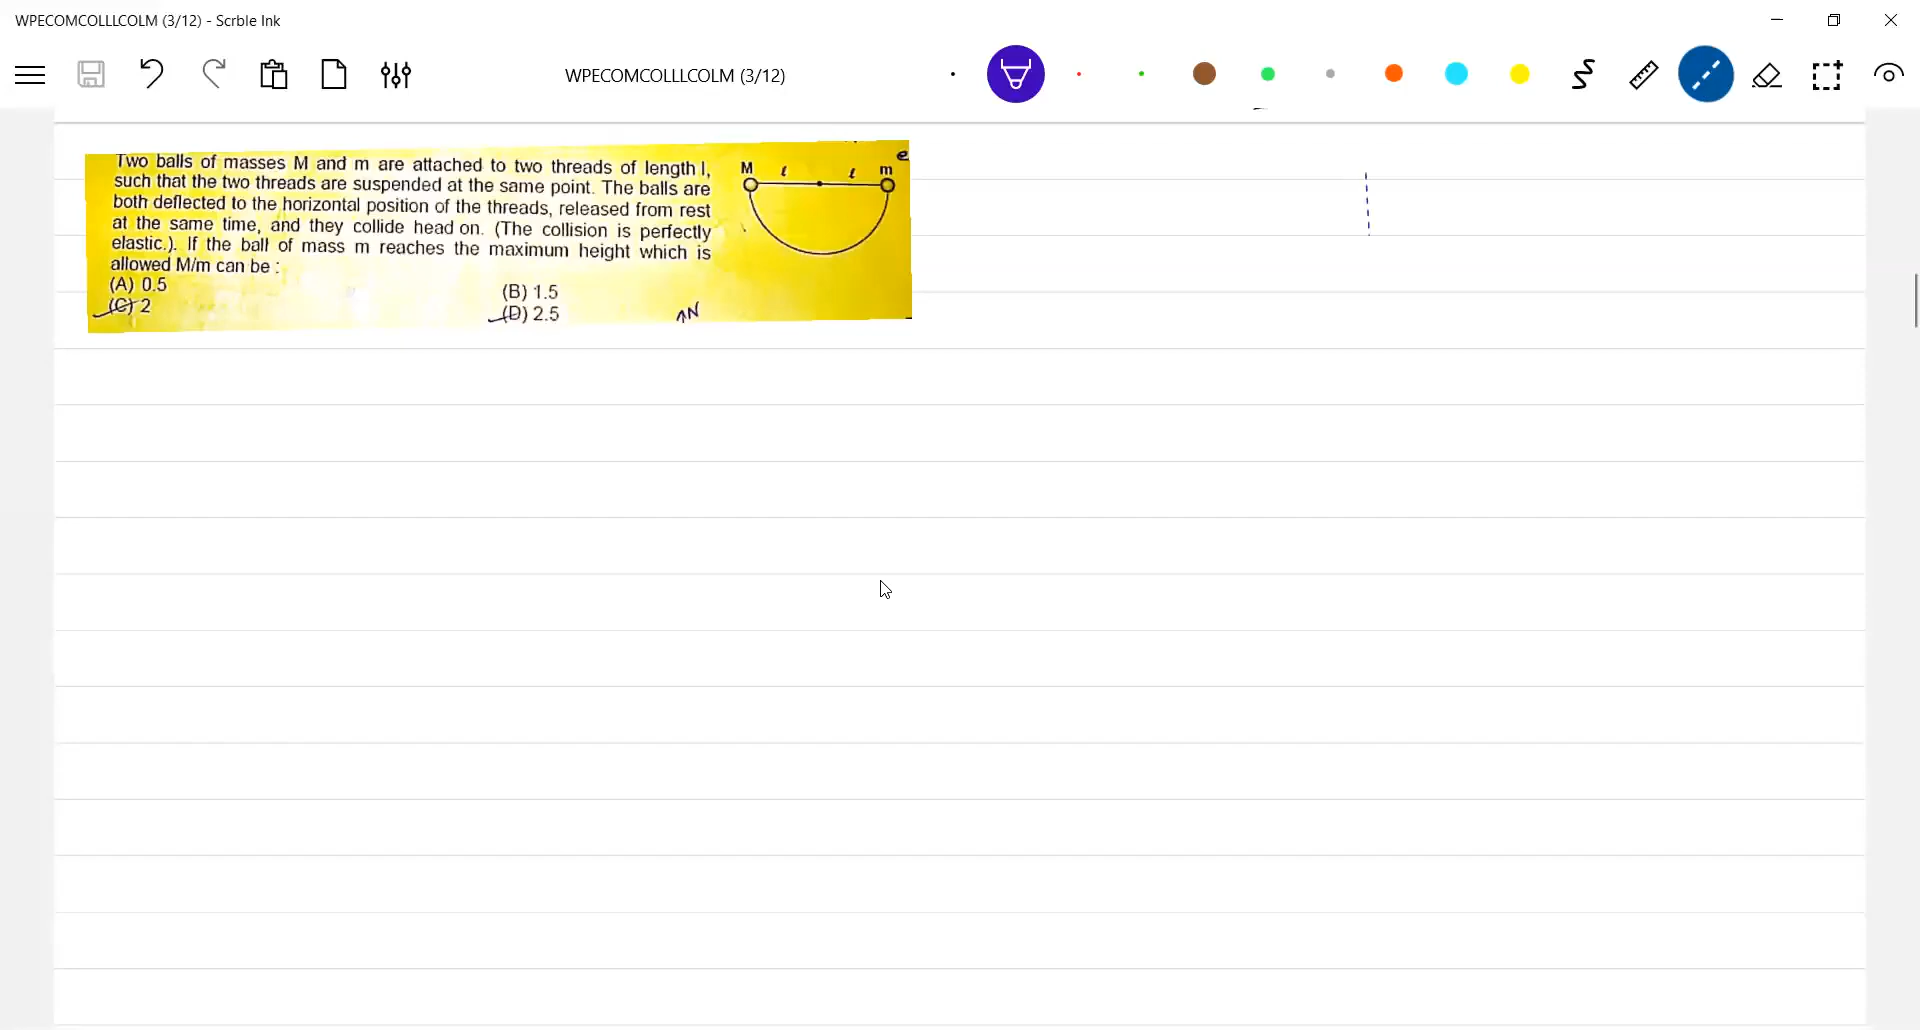 WPECOMCOLLLCOLM (3/12) - Scrble Ink
WPECOMCOLLLCOLM (3/12)
Two balls of masses M and m are attached to two threads of length l,
such that the two threads are suspended at the same point. The balls are
both deflected to the horizontal position of the threads, released from rest
at the same time, and they collide head on. (The collision is perfectly
elastic.). If the ball of mass m reaches the maximum height which is
allowed M/m can be :
(A) 0.5
(B) 1.5
(C) 2
(D) 2.5
M ℓ ℓ m
e